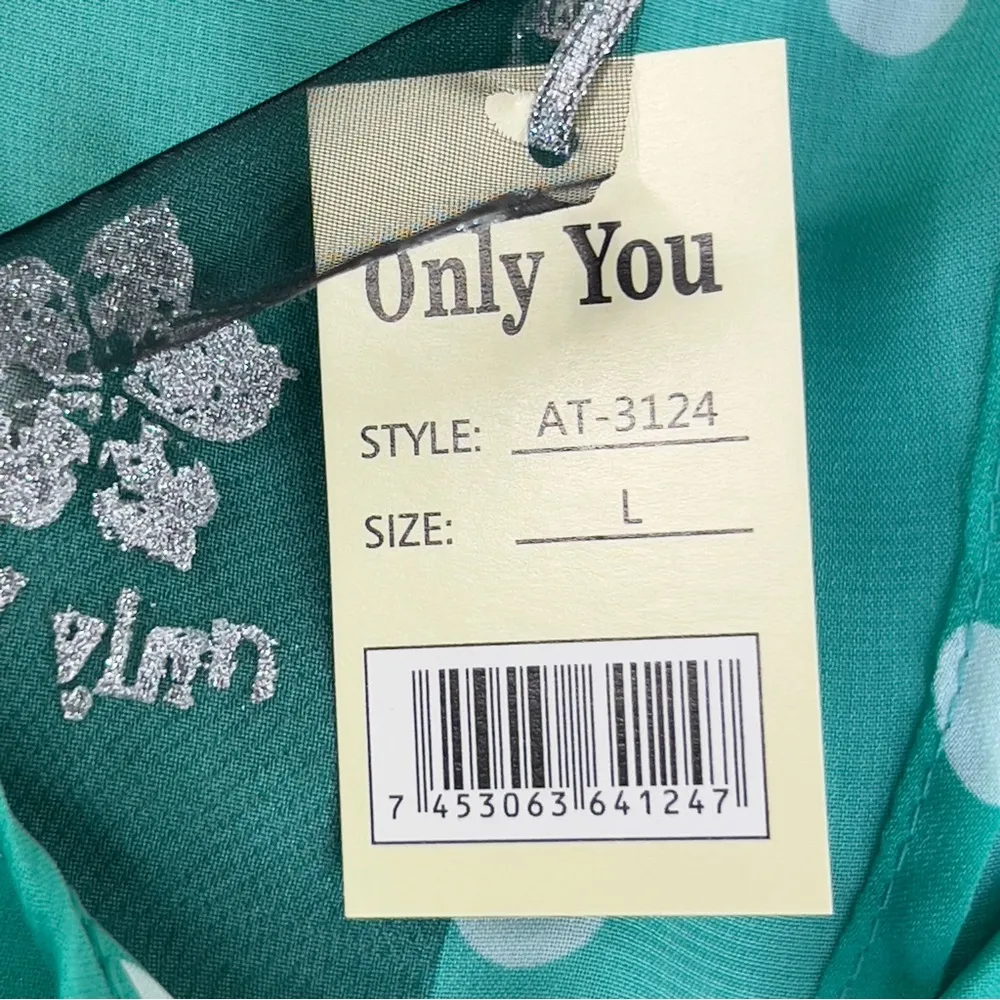 Only You
STYLE: AT-3124
SIZE: L
7 453063 641247